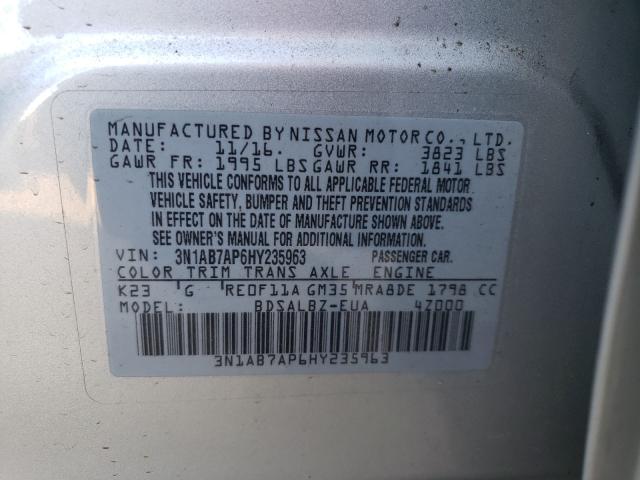 MANUFACTURED BY NISSAN MOTOR CO., LTD.
DATE: 11/16. GVWR: 3623 LBS
GAWR FR: 1995 LBS GAWR RR: 1841 LBS
THIS VEHICLE CONFORMS TO ALL APPLICABLE FEDERAL MOTOR
VEHICLE SAFETY, BUMPER AND THEFT PREVENTION STANDARDS
IN EFFECT ON THE DATE OF MANUFACTURE SHOWN ABOVE.
SEE OWNER'S MANUAL FOR ADDITIONAL INFORMATION.
VIN: 3N1AB7AP6HY235963 PASSENGER CAR.
COLOR TRIM TRANS AXLE ENGINE
K23 G RE0F11A GM35 MRA8DE 1798 CC
MODEL: BDSALBZ-EUA 4Z000
3N1AB7AP6HY235963